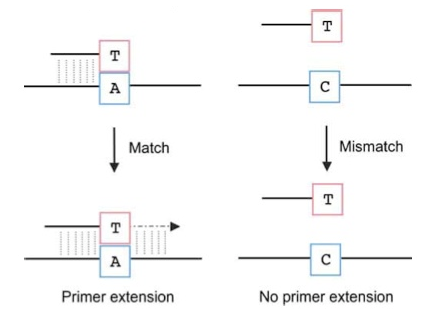 T T
A C
Match Mismatch
T T
A C
Primer extension No primer extension